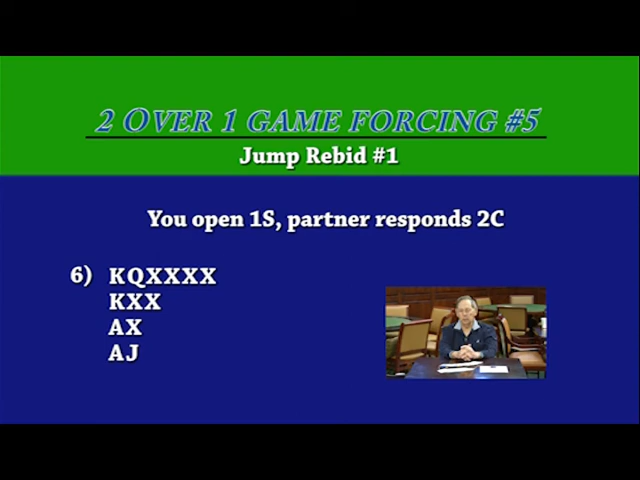 2 OVER 1 GAME FORCING #5
Jump Rebid #1
You open 1S, partner responds 2C
6) KQXXXX
KXX
AX
AJ